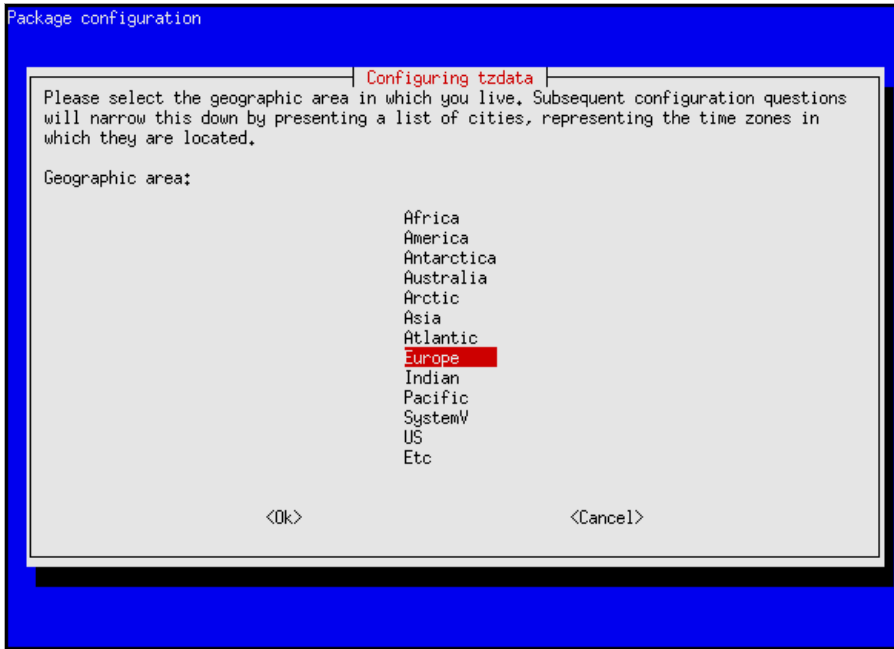 Package configuration
Configuring tzdata
Please select the geographic area in which you live. Subsequent configuration questions
will narrow this down by presenting a list of cities, representing the time zones in
which they are located.
Geographic area:
Africa
America
Antarctica
Australia
Arctic
Asia
Atlantic
Europe
Indian
Pacific
SystemV
US
Etc
<Ok> <Cancel>